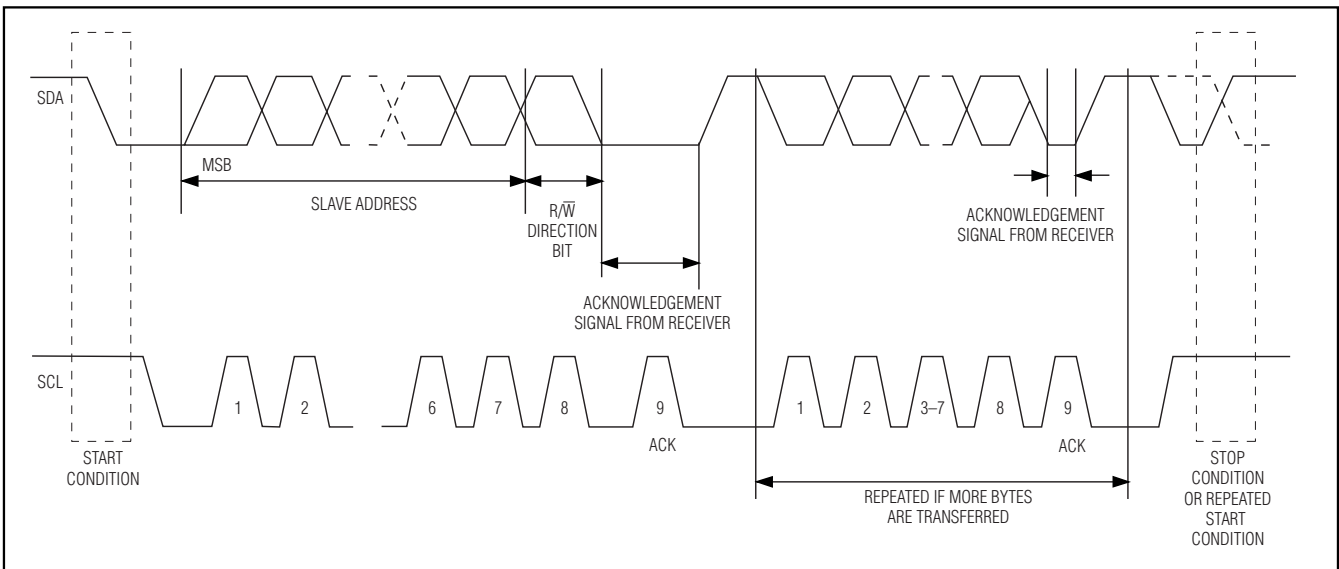 SDA
MSB
SLAVE ADDRESS
R/W̅
DIRECTION
BIT
ACKNOWLEDGEMENT
SIGNAL FROM RECEIVER
ACKNOWLEDGEMENT
SIGNAL FROM RECEIVER
SCL
1
2
6
7
8
9
1
2
3–7
8
9
ACK
ACK
START
CONDITION
REPEATED IF MORE BYTES
ARE TRANSFERRED
STOP
CONDITION
OR REPEATED
START
CONDITION